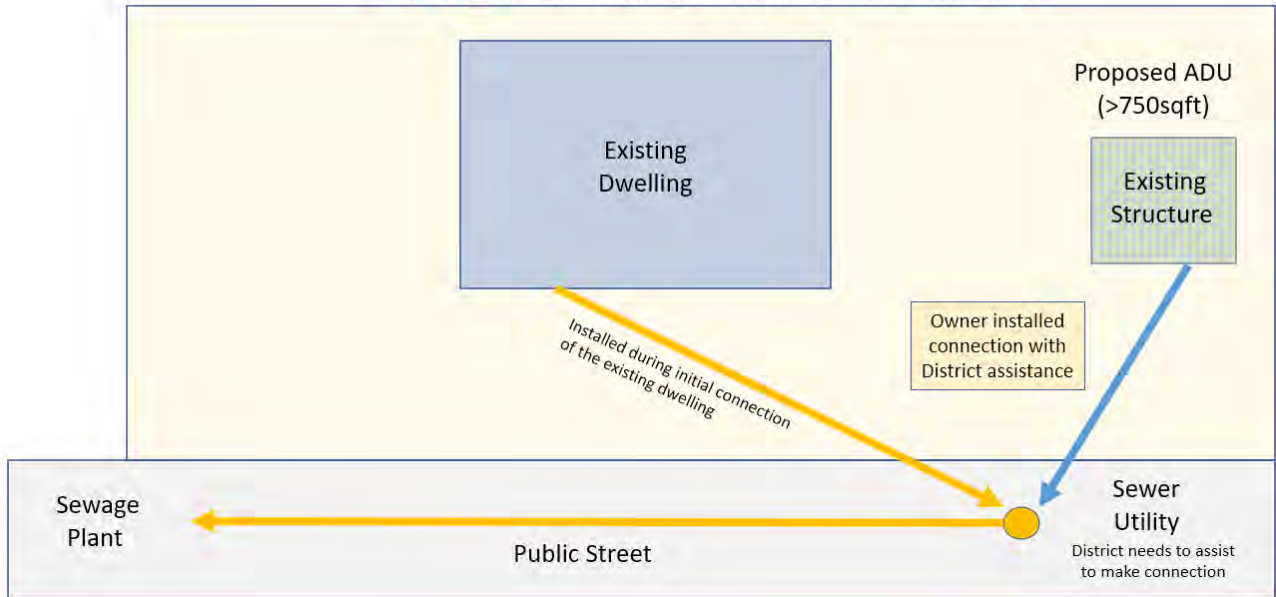 Proposed ADU
(>750sqft)
Existing
Dwelling
Existing
Structure
Owner installed
connection with
District assistance
Installed during initial connection
of the existing dwelling
Sewage
Plant
Public Street
Sewer
Utility
District needs to assist
to make connection